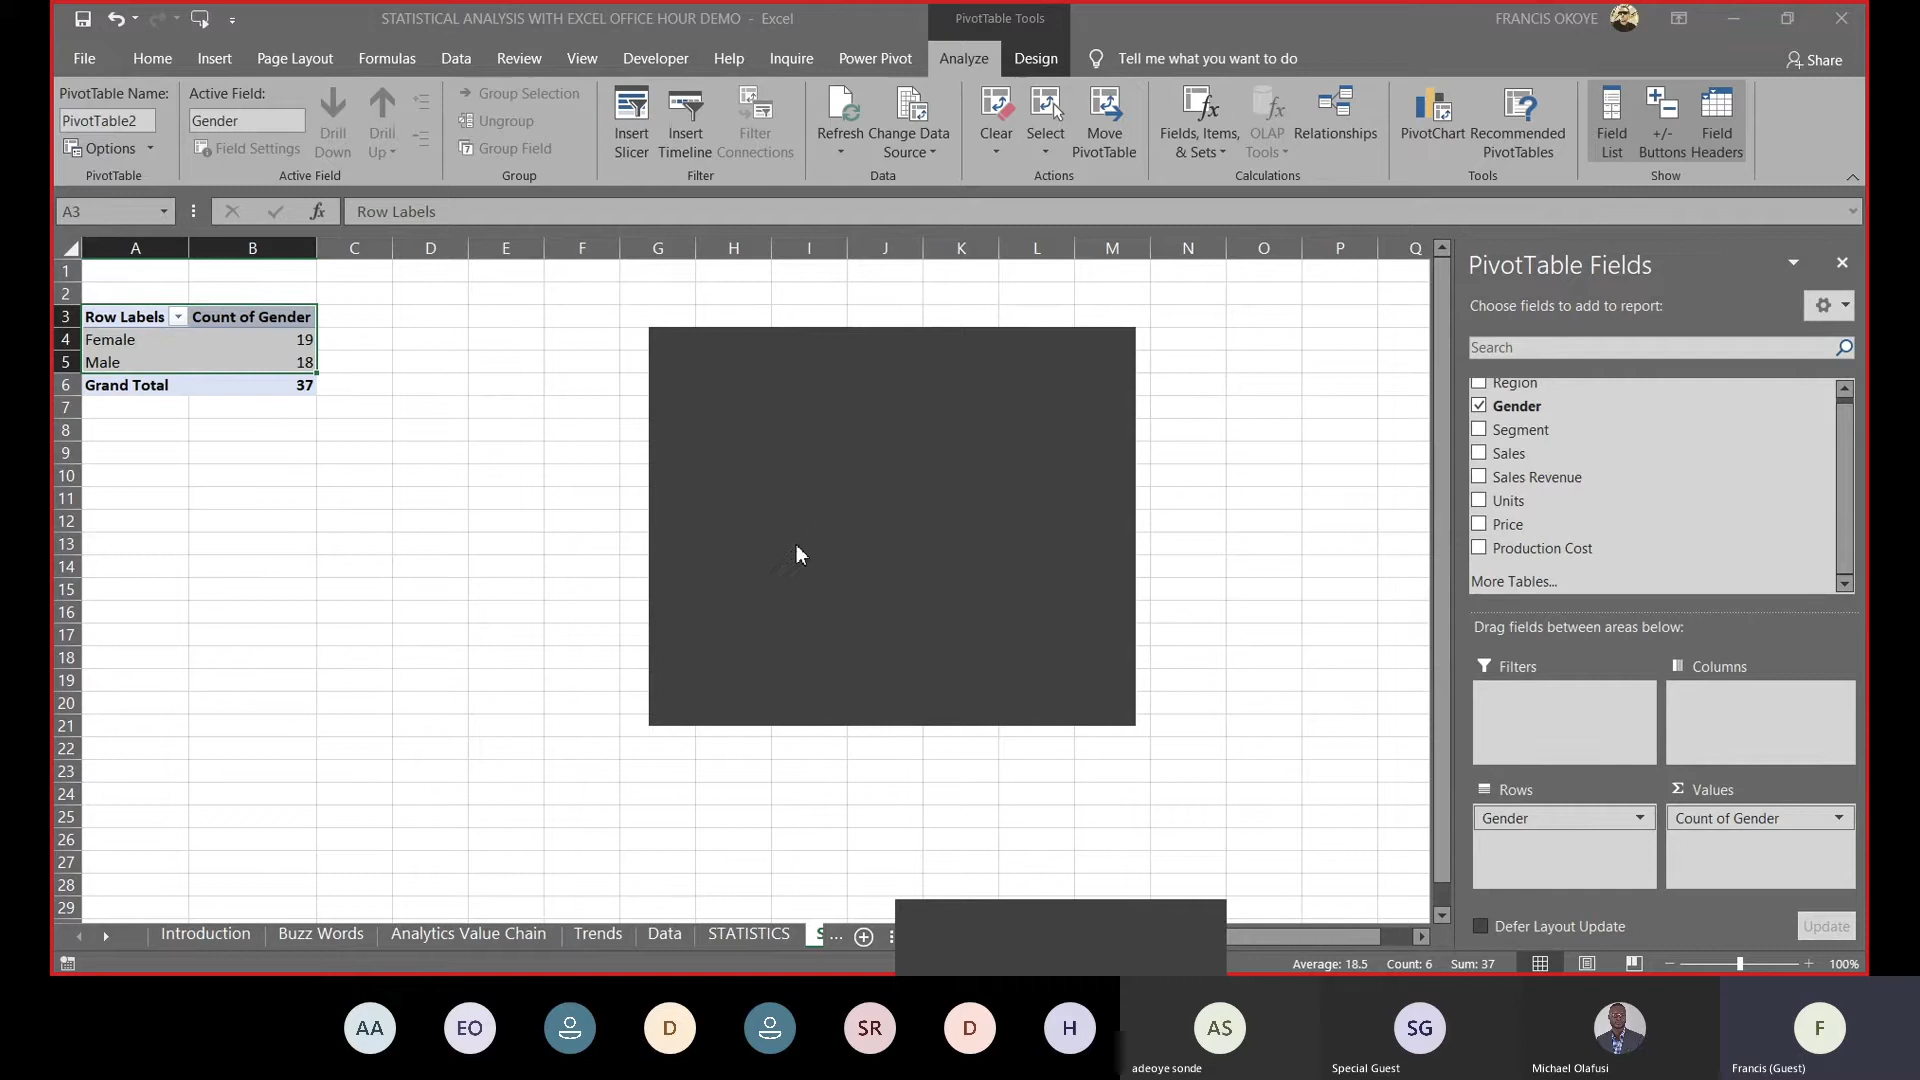 STATISTICAL ANALYSIS WITH EXCEL OFFICE HOUR DEMO - Excel
PivotTable Tools
FRANCIS OKOYE
File Home Insert Page Layout Formulas Data Review View Developer Help Inquire Power Pivot Analyze Design Tell me what you want to do Share
PivotTable Name:
PivotTable2
Options
PivotTable
Active Field:
Gender
Field Settings
Drill Down
Drill Up
Active Field
Group Selection
Ungroup
Group Field
Group
Insert Slicer
Insert Timeline
Filter Connections
Filter
Refresh
Change Data Source
Data
Clear
Select
Move PivotTable
Actions
Fields, Items, & Sets
OLAP Tools
Relationships
Calculations
PivotChart
Recommended PivotTables
Tools
Field List
+/- Buttons
Field Headers
Show
A3 fx Row Labels
A B C D E F G H I J K L M N O P Q
1
2
3 Row Labels Count of Gender
4 Female 19
5 Male 18
6 Grand Total 37
7
8
9
10
11
12
13
14
15
16
17
18
19
20
21
22
23
24
25
26
27
28
29
PivotTable Fields
Choose fields to add to report:
Search
Region
Gender
Segment
Sales
Sales Revenue
Units
Price
Production Cost
More Tables...
Drag fields between areas below:
Filters
Columns
Rows
Gender
Σ Values
Count of Gender
Defer Layout Update
Update
Introduction Buzz Words Analytics Value Chain Trends Data STATISTICS ...
Average: 18.5 Count: 6 Sum: 37 100%
AA EO D SR D H AS SG F
adeoye sonde
Special Guest
Michael Olafusi
Francis (Guest)